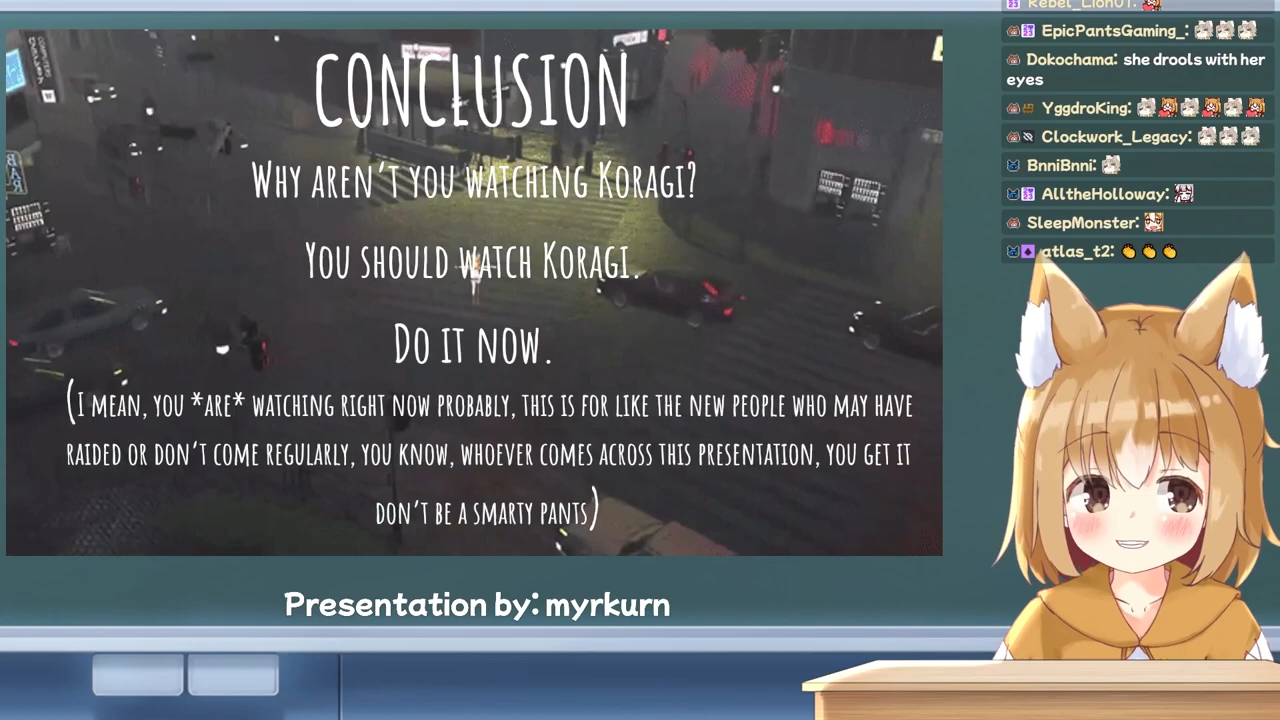 CONCLUSION
WHY AREN'T YOU WATCHING KORAGI?
YOU SHOULD WATCH KORAGI.
DO IT NOW.
(I MEAN, YOU *ARE* WATCHING RIGHT NOW PROBABLY, THIS IS FOR LIKE THE NEW PEOPLE WHO MAY HAVE
RAIDED OR DON'T COME REGULARLY, YOU KNOW, WHOEVER COMES ACROSS THIS PRESENTATION, YOU GET IT
DON'T BE A SMARTY PANTS)
Presentation by: myrkurn
BAR
Rebel_Lion01:
EpicPantsGaming_:
Dokochama: she drools with her
eyes
YggdroKing:
Clockwork_Legacy:
BnniBnni:
AlltheHolloway:
SleepMonster:
atlas_t2: 👏 👏 👏